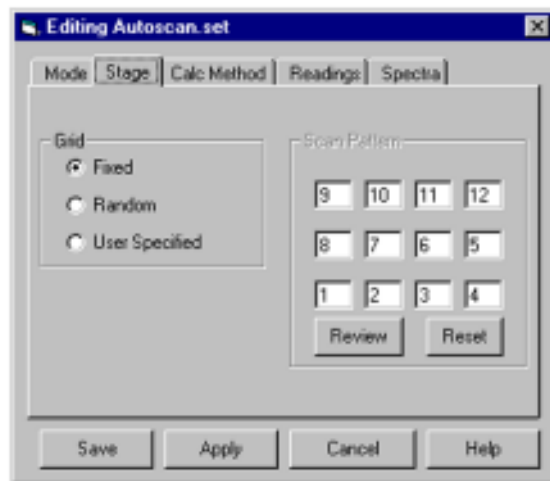 Editing Autoscan.set
Mode Stage Calc Method Readings Spectra
Grid
Fixed
Random
User Specified
Scan Pattern
9 10 11 12
8 7 6 5
1 2 3 4
Review Reset
Save Apply Cancel Help